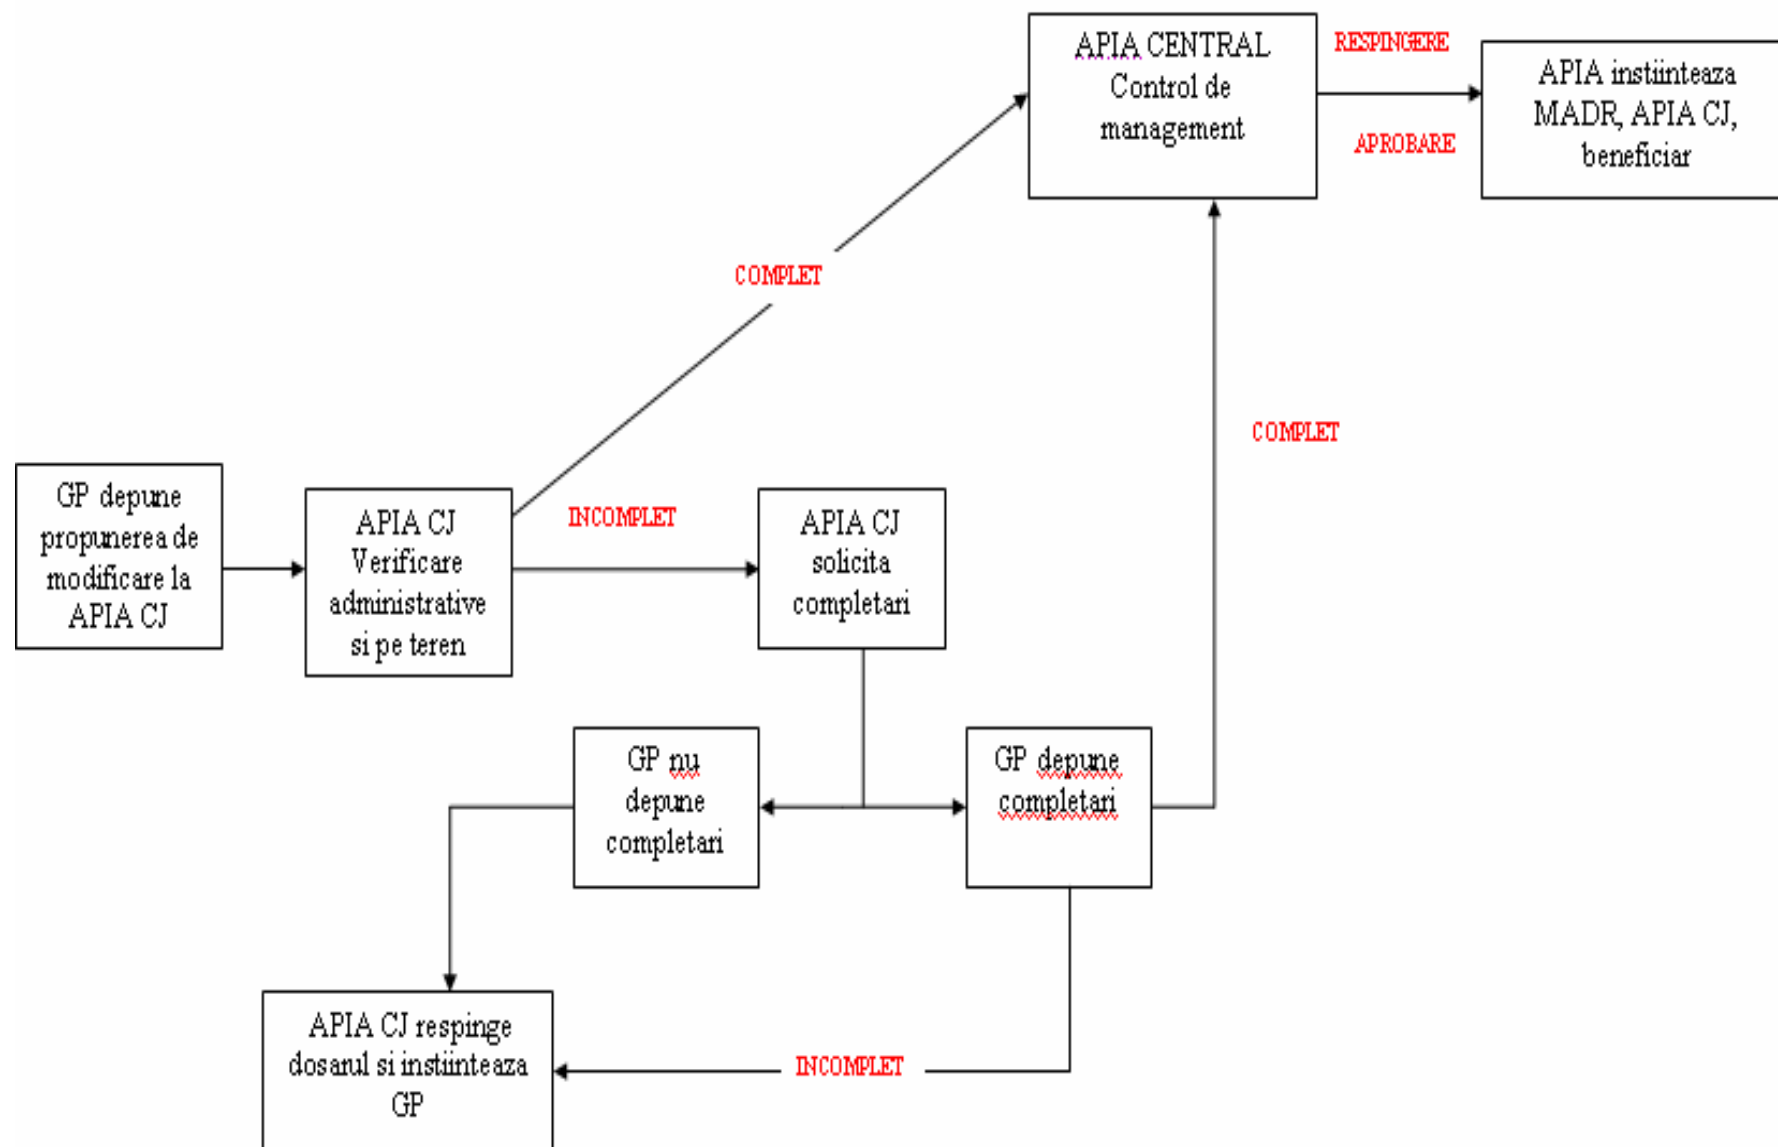 APIA CENTRAL
Control de
management
RESPINGERE
APROBARE
APIA instiinteaza
MADR, APIA CJ,
beneficiar
COMPLET
COMPLET
GP depune
propunerea de
modificare la
APIA CJ
APIA CJ
Verificare
administrative
si pe teren
INCOMPLET
APIA CJ
solicita
completari
GP nu
depune
completari
GP depune
completari
APIA CJ respinge
dosarul si instiinteaza
GP
INCOMPLET